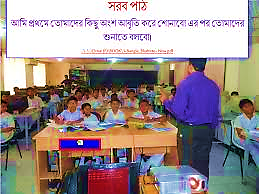 সরব পাঠ
আমি প্রথমে তোমাদের কিছু অংশ আবৃতি করে শোনাবো এর পর তোমাদের
শুনাতে বলবো।